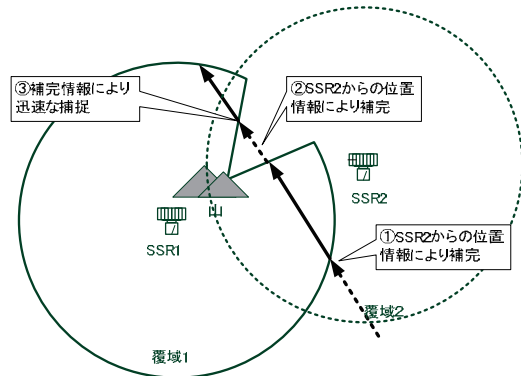 ③補完情報により
迅速な捕捉
②SSR2からの位置
情報により補完
SSR2
山
SSR1
①SSR2からの位置
情報により補完
覆域2
覆域1